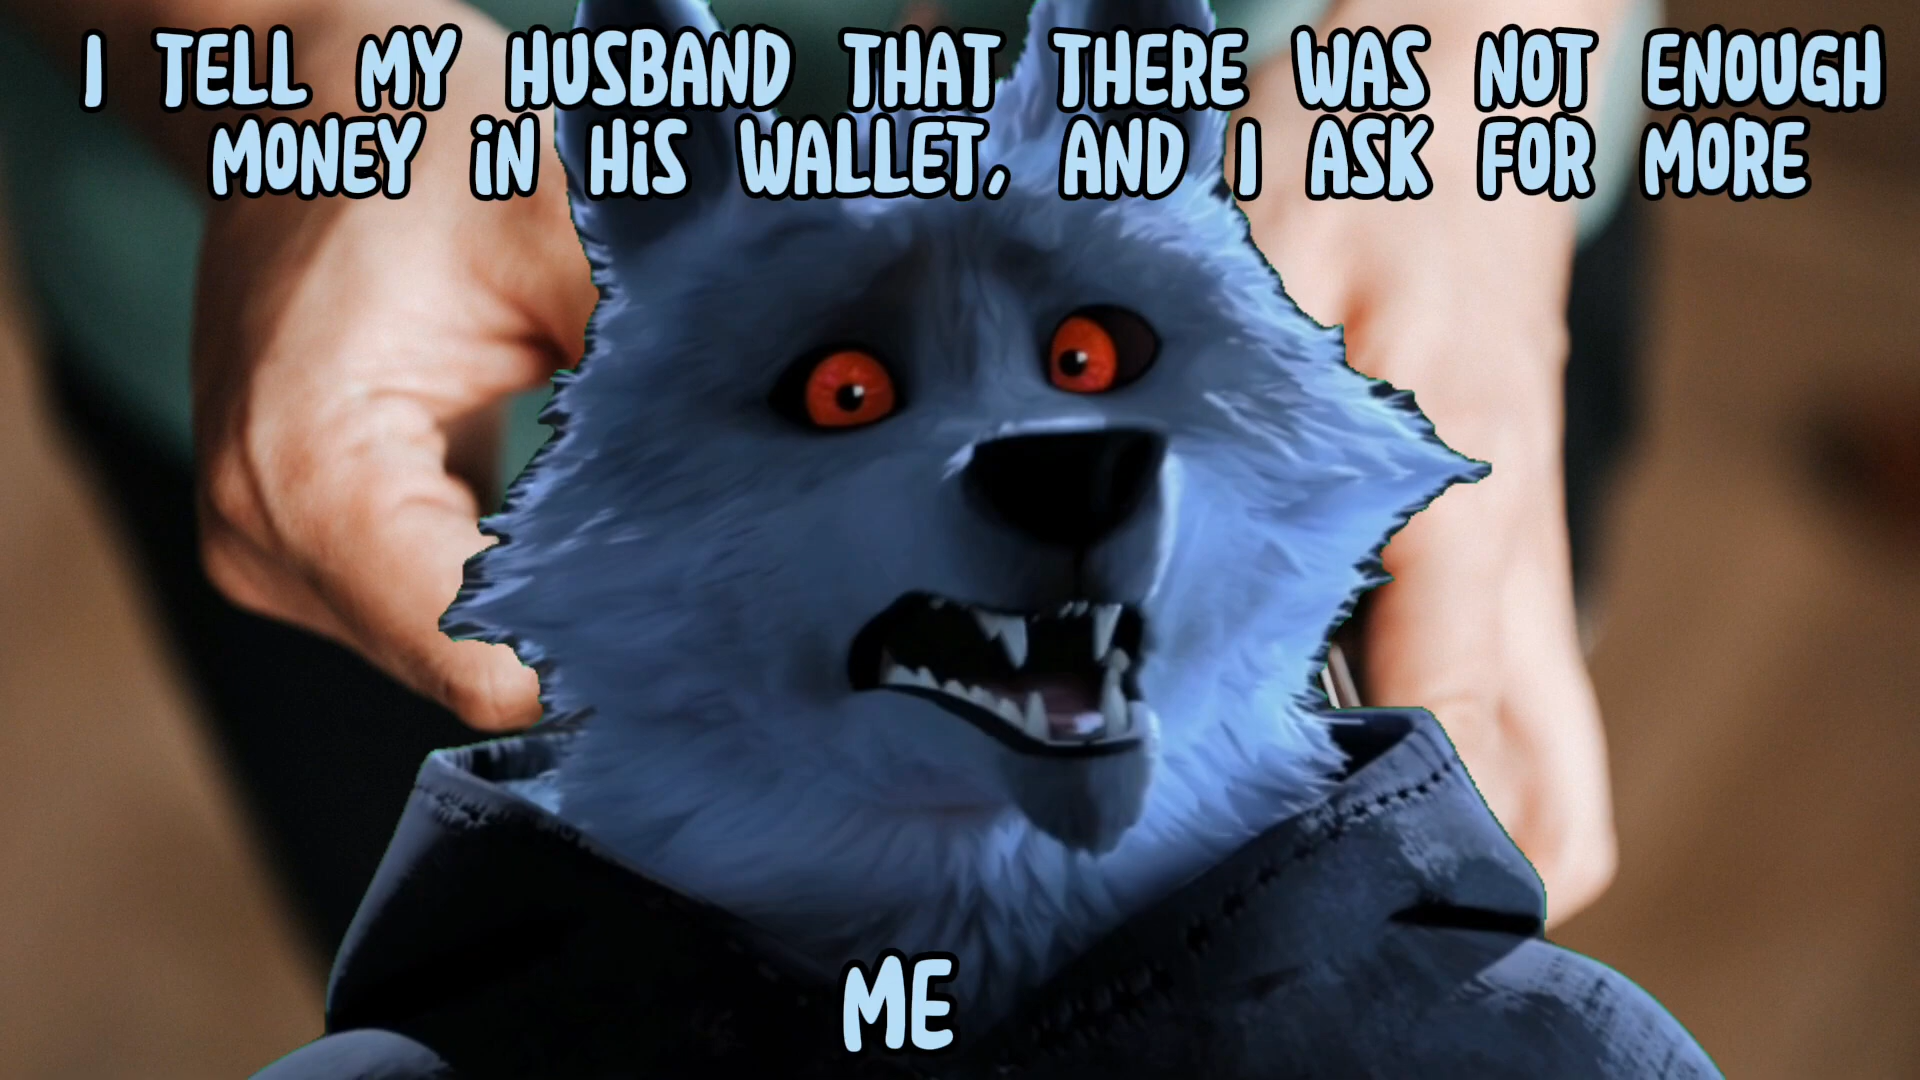 I TELL MY HUSBAND THAT THERE WAS NOT ENOUGH
MONEY iN HiS WALLET, AND I ASK FOR MORE
ME